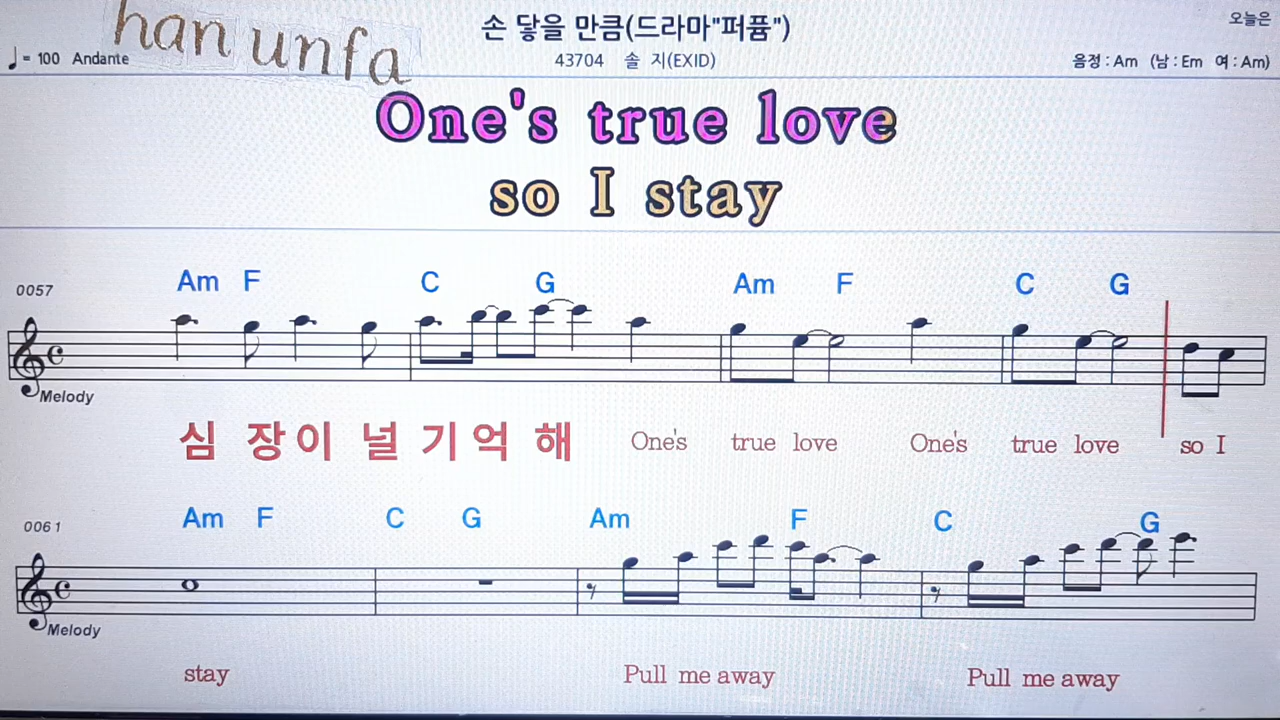 han unfa
손 닿을 만큼(드라마"퍼퓸")
오늘은
♩= 100 Andante
43704 솔 지(EXID)
음정 : Am (남 : Em 여 : Am)
One's true love
so I stay
0057
Am F C G Am F C G
Melody
심 장이 널 기억 해 One's true love One's true love so I
0061
Am F C G Am F C G
Melody
stay Pull me away Pull me away